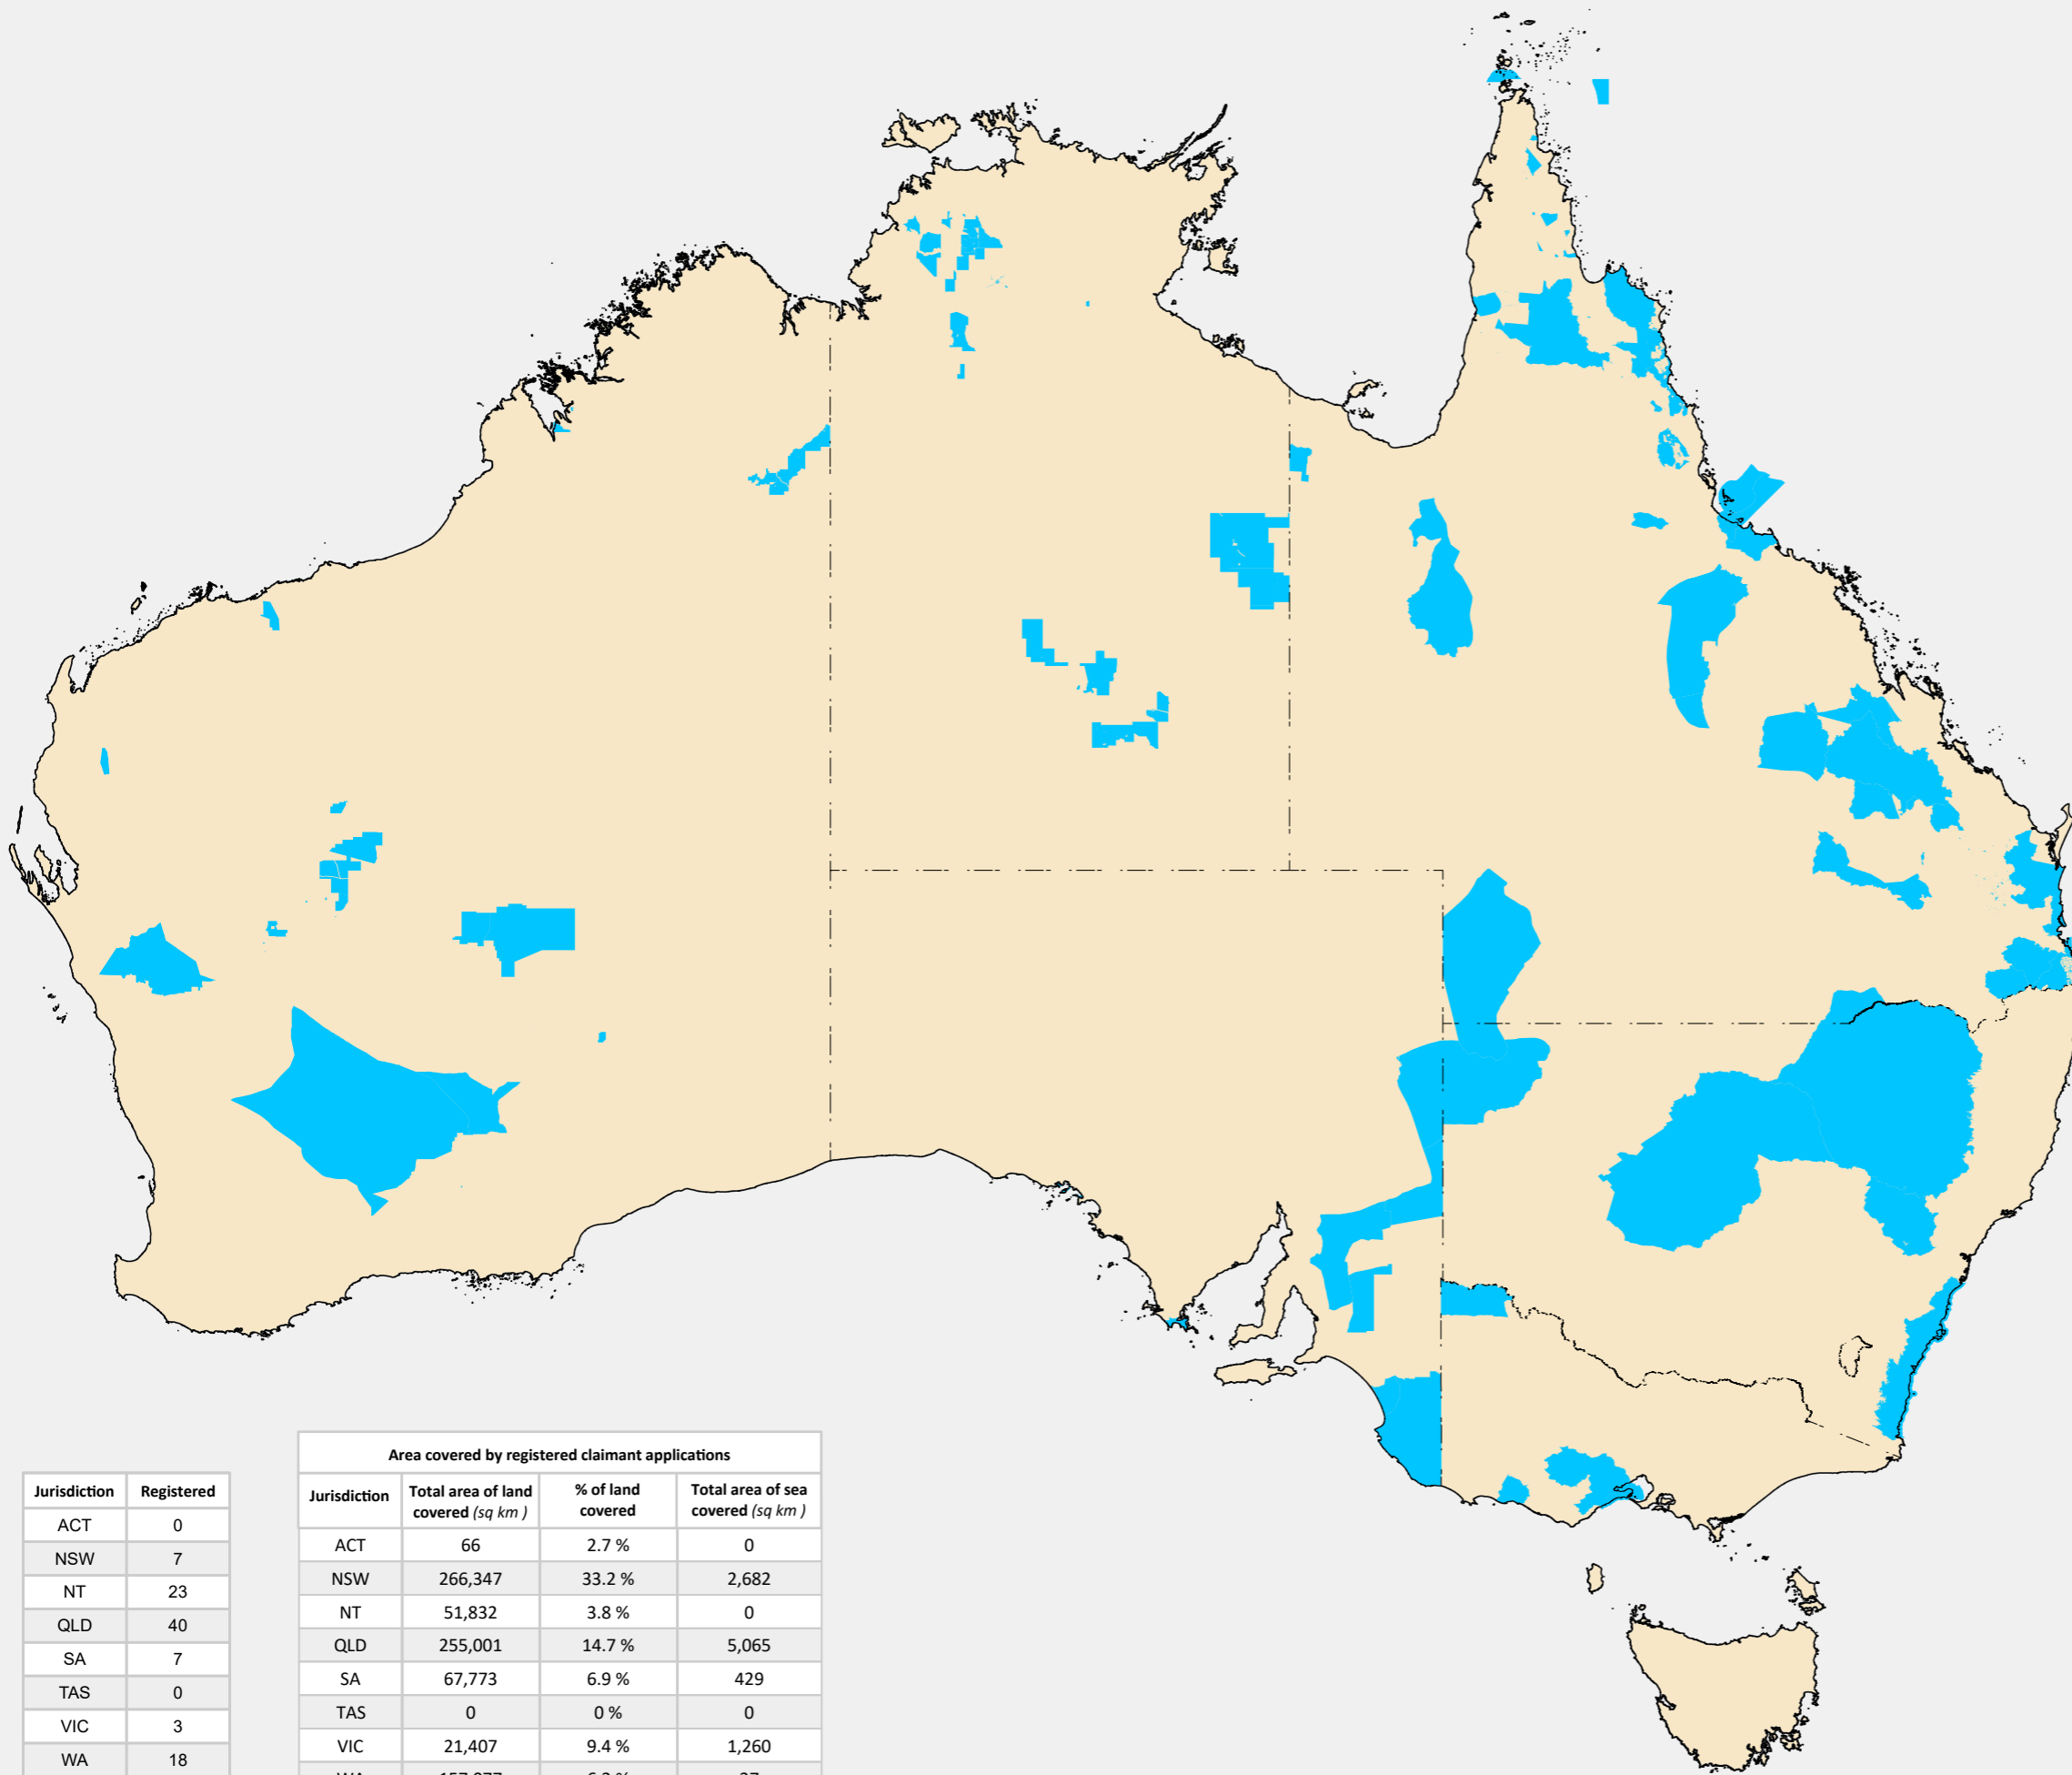 Jurisdiction Registered
ACT 0
NSW 7
NT 23
QLD 40
SA 7
TAS 0
VIC 3
WA 18
Area covered by registered claimant applications
Jurisdiction Total area of land covered (sq km ) % of land covered Total area of sea covered (sq km )
ACT 66 2.7 % 0
NSW 266,347 33.2 % 2,682
NT 51,832 3.8 % 0
QLD 255,001 14.7 % 5,065
SA 67,773 6.9 % 429
TAS 0 0 % 0
VIC 21,407 9.4 % 1,260
WA